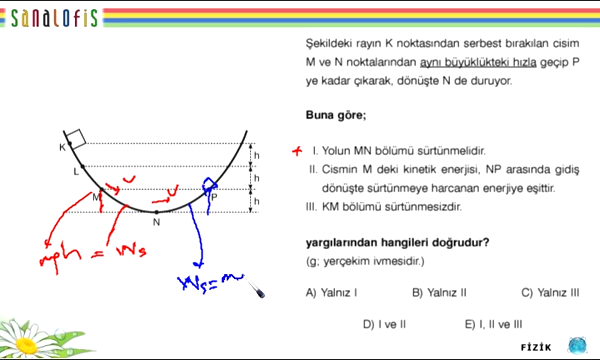 SANALOFİS
Şekildeki rayın K noktasından serbest bırakılan cisim
M ve N noktalarından aynı büyüklükteki hızla geçip P
ye kadar çıkarak, dönüşte N de duruyor.
Buna göre;
I. Yolun MN bölümü sürtünmelidir.
II. Cismin M deki kinetik enerjisi, NP arasında gidiş
dönüşte sürtünmeye harcanan enerjiye eşittir.
III. KM bölümü sürtünmesizdir.
yargılarından hangileri doğrudur?
(g; yerçekim ivmesidir.)
A) Yalnız I B) Yalnız II C) Yalnız III
D) I ve II E) I, II ve III
K
h
L
h
M v v P
h
N
mgh = Ws
Ws = m
FİZİK